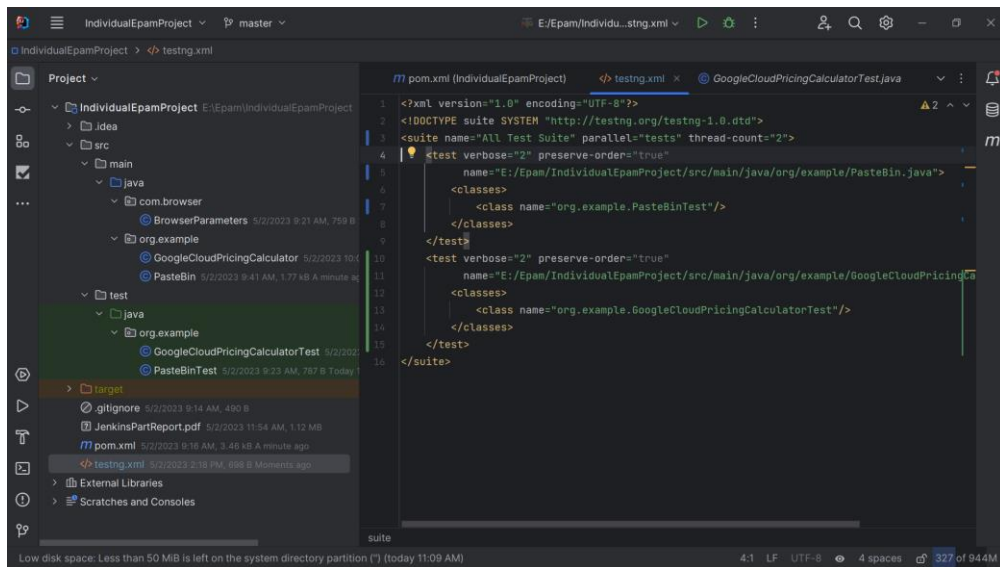 IndividualEpamProject
master
E:/Epam/Individu...stng.xml
IndividualEpamProject > testng.xml
Project
m pom.xml (IndividualEpamProject)
</> testng.xml
GoogleCloudPricingCalculatorTest.java
IndividualEpamProject E:\Epam\IndividualEpamProject
.idea
src
main
java
com.browser
BrowserParameters 5/2/2023 9:21 AM, 759 B
org.example
GoogleCloudPricingCalculator 5/2/2023 10:0
PasteBin 5/2/2023 9:41 AM, 1.77 kB A minute ag
test
java
org.example
GoogleCloudPricingCalculatorTest 5/2/202
PasteBinTest 5/2/2023 9:23 AM, 787 B Today 1
target
.gitignore 5/2/2023 9:14 AM, 490 B
JenkinsPartReport.pdf 5/2/2023 11:54 AM, 1.12 MB
m pom.xml 5/2/2023 9:16 AM, 3.46 kB A minute ago
</> testng.xml 5/2/2023 2:18 PM, 698 B Moments ago
External Libraries
Scratches and Consoles
2
1 <?xml version="1.0" encoding="UTF-8"?>
2 <!DOCTYPE suite SYSTEM "http://testng.org/testng-1.0.dtd">
3 <suite name="All Test Suite" parallel="tests" thread-count="2">
4 <test verbose="2" preserve-order="true"
5 name="E:/Epam/IndividualEpamProject/src/main/java/org/example/PasteBin.java">
6 <classes>
7 <class name="org.example.PasteBinTest"/>
8 </classes>
9 </test>
10 <test verbose="2" preserve-order="true"
11 name="E:/Epam/IndividualEpamProject/src/main/java/org/example/GoogleCloudPricingCa
12 <classes>
13 <class name="org.example.GoogleCloudPricingCalculatorTest"/>
14 </classes>
15 </test>
16 </suite>
suite
Low disk space: Less than 50 MiB is left on the system directory partition ('') (today 11:09 AM)
4:1 LF UTF-8 4 spaces 327 of 944M